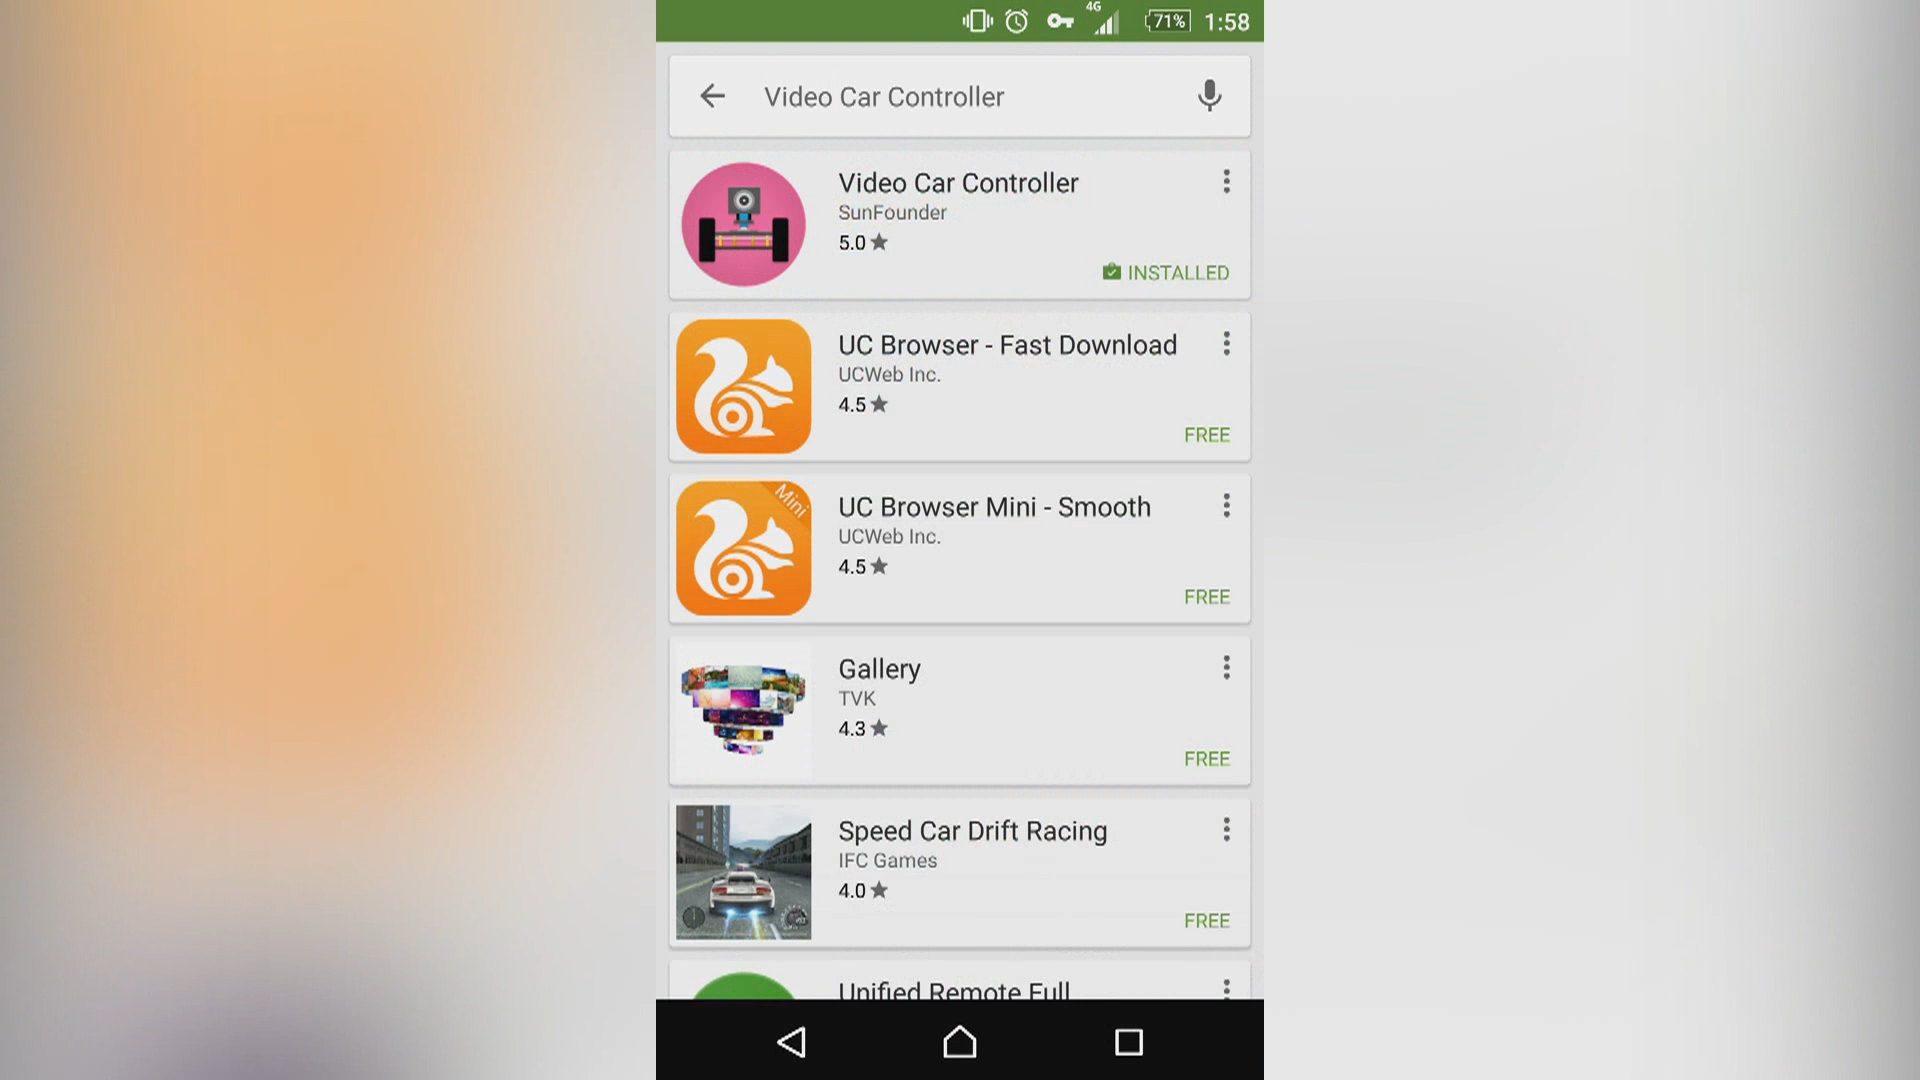 4G
71%
1:58
Video Car Controller
Video Car Controller
SunFounder
5.0
INSTALLED
UC Browser - Fast Download
UCWeb Inc.
4.5
FREE
Mini
UC Browser Mini - Smooth
UCWeb Inc.
4.5
FREE
Gallery
TVK
4.3
FREE
Speed Car Drift Racing
IFC Games
4.0
FREE
Unified Remote Full